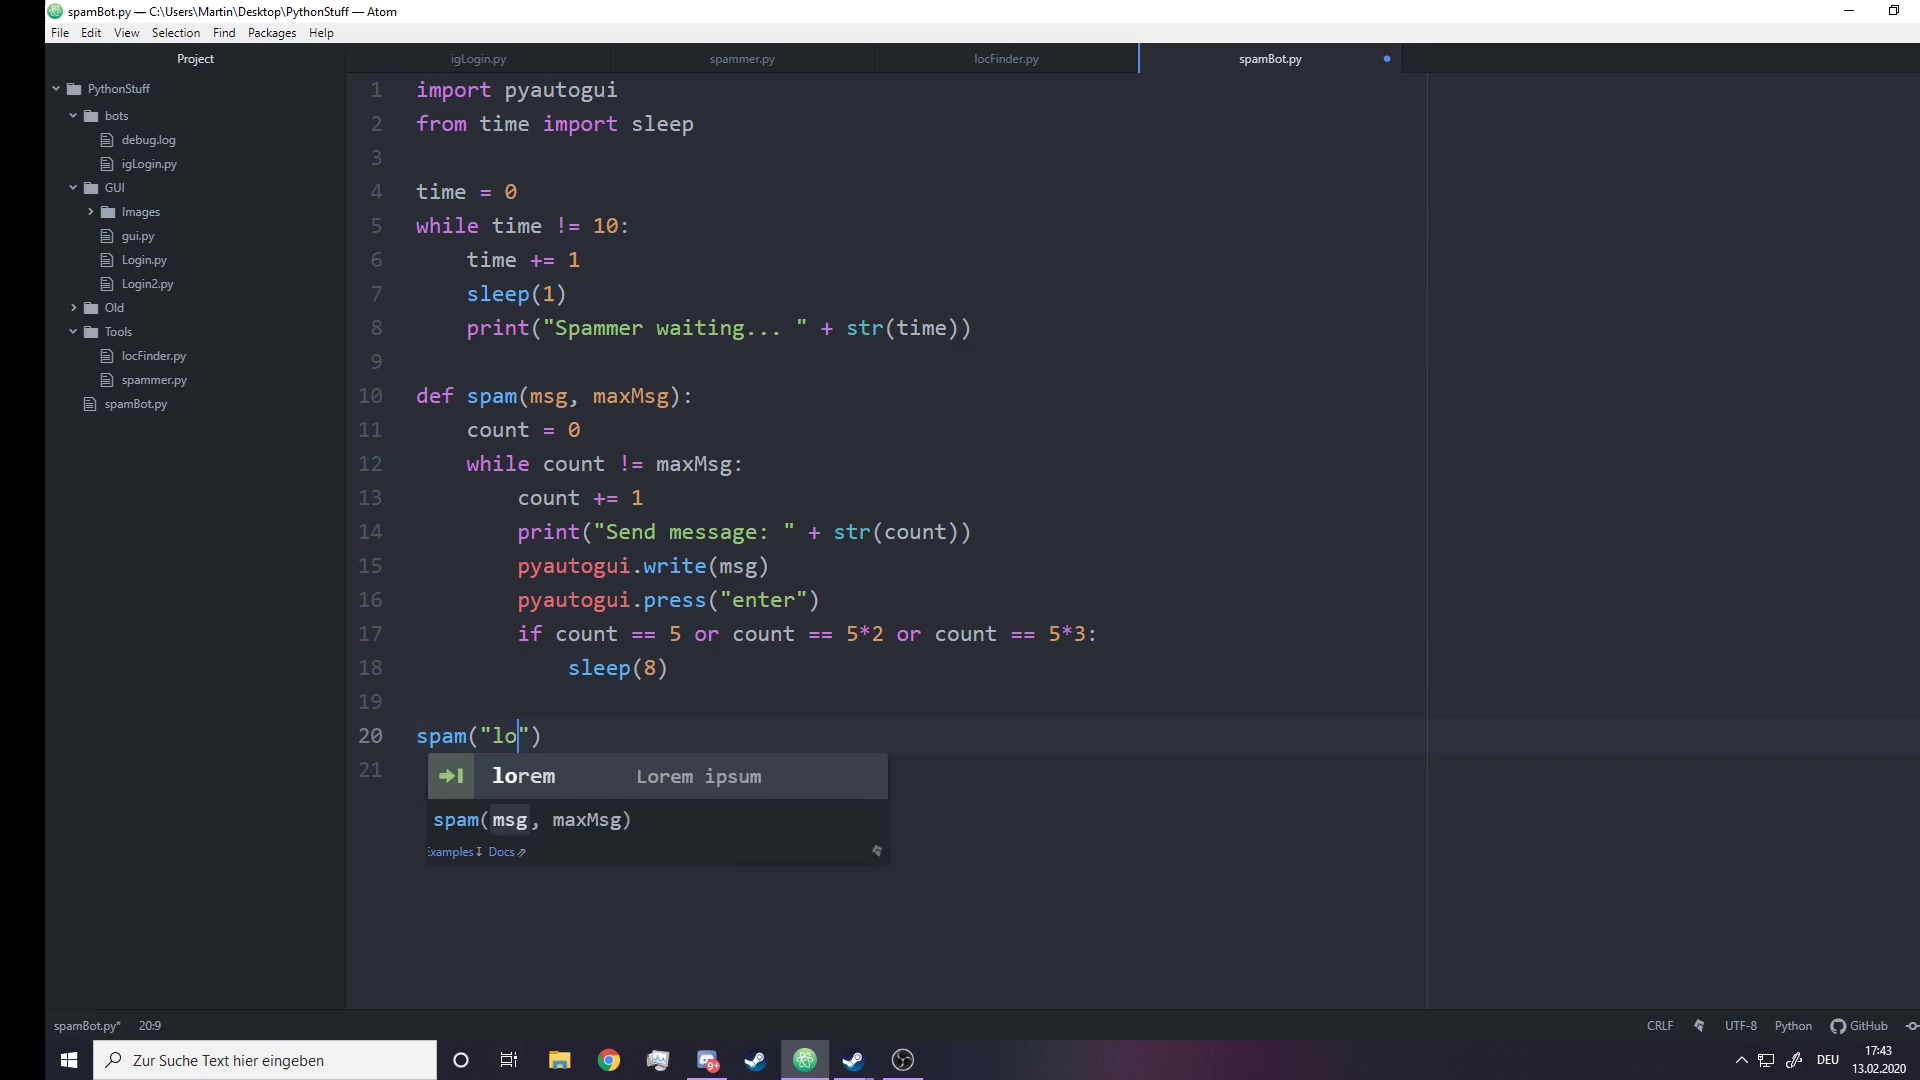 spamBot.py — C:\Users\Martin\Desktop\PythonStuff — Atom
File Edit View Selection Find Packages Help
Project
igLogin.py
spammer.py
locFinder.py
spamBot.py
PythonStuff
bots
debug.log
igLogin.py
GUI
Images
gui.py
Login.py
Login2.py
Old
Tools
locFinder.py
spammer.py
spamBot.py
1 import pyautogui
2 from time import sleep
3
4 time = 0
5 while time != 10:
6     time += 1
7     sleep(1)
8     print("Spammer waiting... " + str(time))
9
10 def spam(msg, maxMsg):
11     count = 0
12     while count != maxMsg:
13         count += 1
14         print("Send message: " + str(count))
15         pyautogui.write(msg)
16         pyautogui.press("enter")
17         if count == 5 or count == 5*2 or count == 5*3:
18             sleep(8)
19
20 spam("lo")
21
lorem Lorem ipsum
spam(msg, maxMsg)
Examples Docs
spamBot.py* 20:9
CRLF UTF-8 Python GitHub
Zur Suche Text hier eingeben
9+
DEU
17:43
13.02.2020